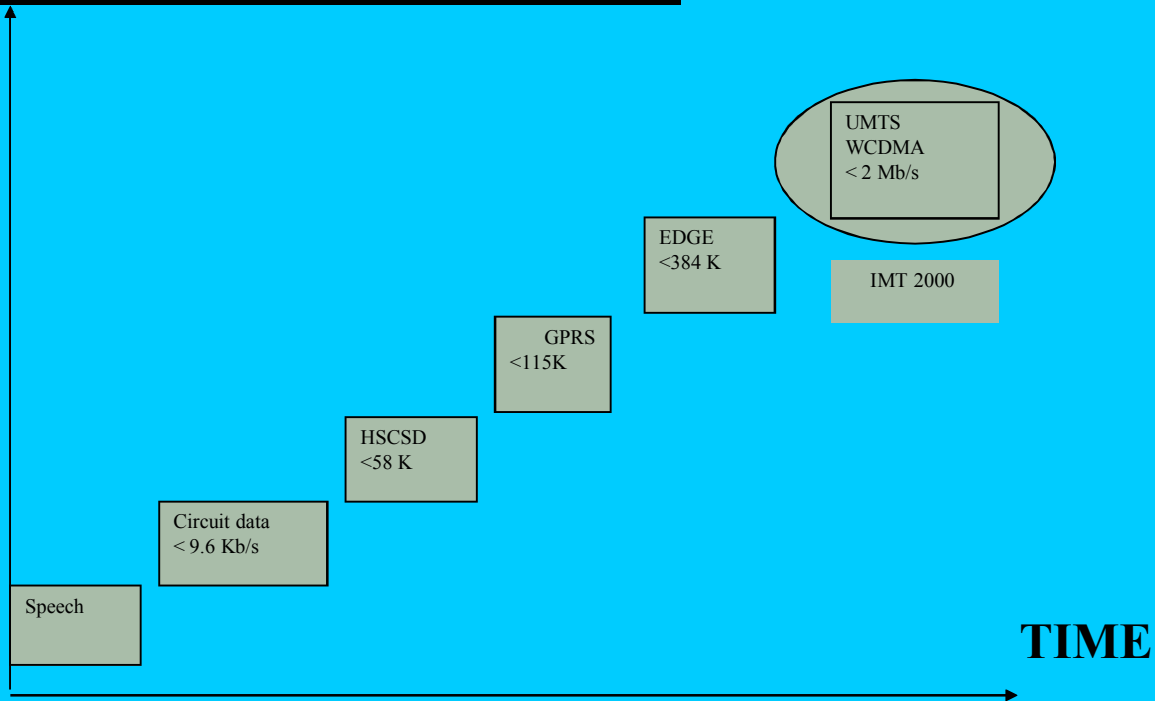 UMTS
WCDMA
< 2 Mb/s
EDGE
<384 K
IMT 2000
GPRS
<115K
HSCSD
<58 K
Circuit data
< 9.6 Kb/s
Speech
TIME